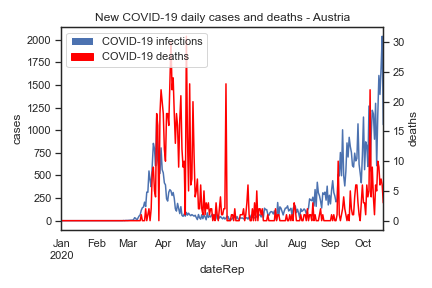 New COVID-19 daily cases and deaths - Austria
COVID-19 infections
COVID-19 deaths
cases
2000
1750
1500
1250
1000
750
500
250
0
deaths
30
25
20
15
10
5
0
Jan Feb Mar Apr May Jun Jul Aug Sep Oct
2020
dateRep